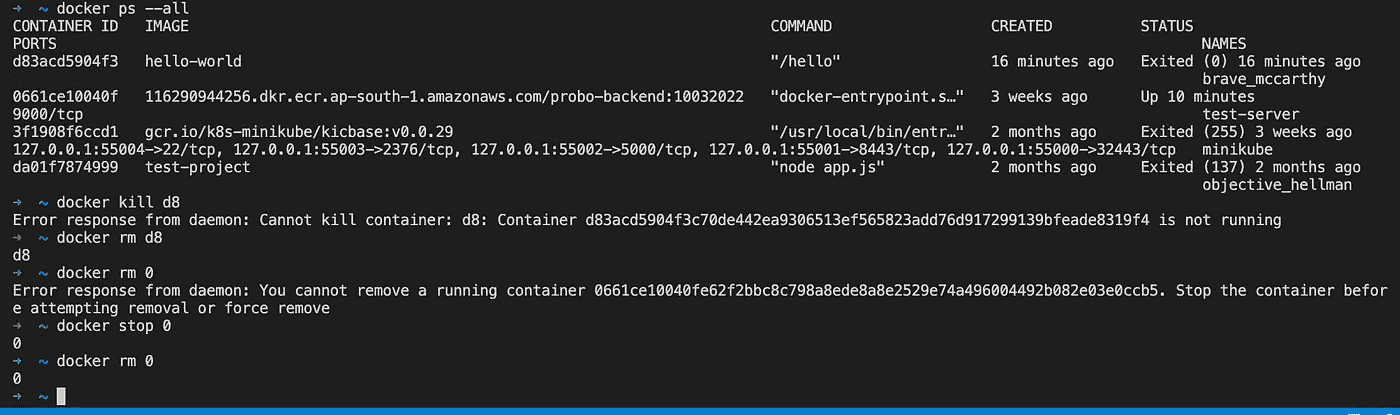 → ~ docker ps --all
CONTAINER ID IMAGE COMMAND CREATED STATUS
PORTS NAMES
d83acd5904f3 hello-world "/hello" 16 minutes ago Exited (0) 16 minutes ago
brave_mccarthy
0661ce10040f 116290944256.dkr.ecr.ap-south-1.amazonaws.com/probo-backend:10032022 "docker-entrypoint.s…" 3 weeks ago Up 10 minutes
9000/tcp test-server
3f1908f6ccd1 gcr.io/k8s-minikube/kicbase:v0.0.29 "/usr/local/bin/entr…" 2 months ago Exited (255) 3 weeks ago
127.0.0.1:55004->22/tcp, 127.0.0.1:55003->2376/tcp, 127.0.0.1:55002->5000/tcp, 127.0.0.1:55001->8443/tcp, 127.0.0.1:55000->32443/tcp minikube
da01f7874999 test-project "node app.js" 2 months ago Exited (137) 2 months ago
objective_hellman
→ ~ docker kill d8
Error response from daemon: Cannot kill container: d8: Container d83acd5904f3c70de442ea9306513ef565823add76d917299139bfeade8319f4 is not running
→ ~ docker rm d8
d8
→ ~ docker rm 0
Error response from daemon: You cannot remove a running container 0661ce10040fe62f2bbc8c798a8ede8a8e2529e74a496004492b082e03e0ccb5. Stop the container befor
e attempting removal or force remove
→ ~ docker stop 0
0
→ ~ docker rm 0
0
→ ~